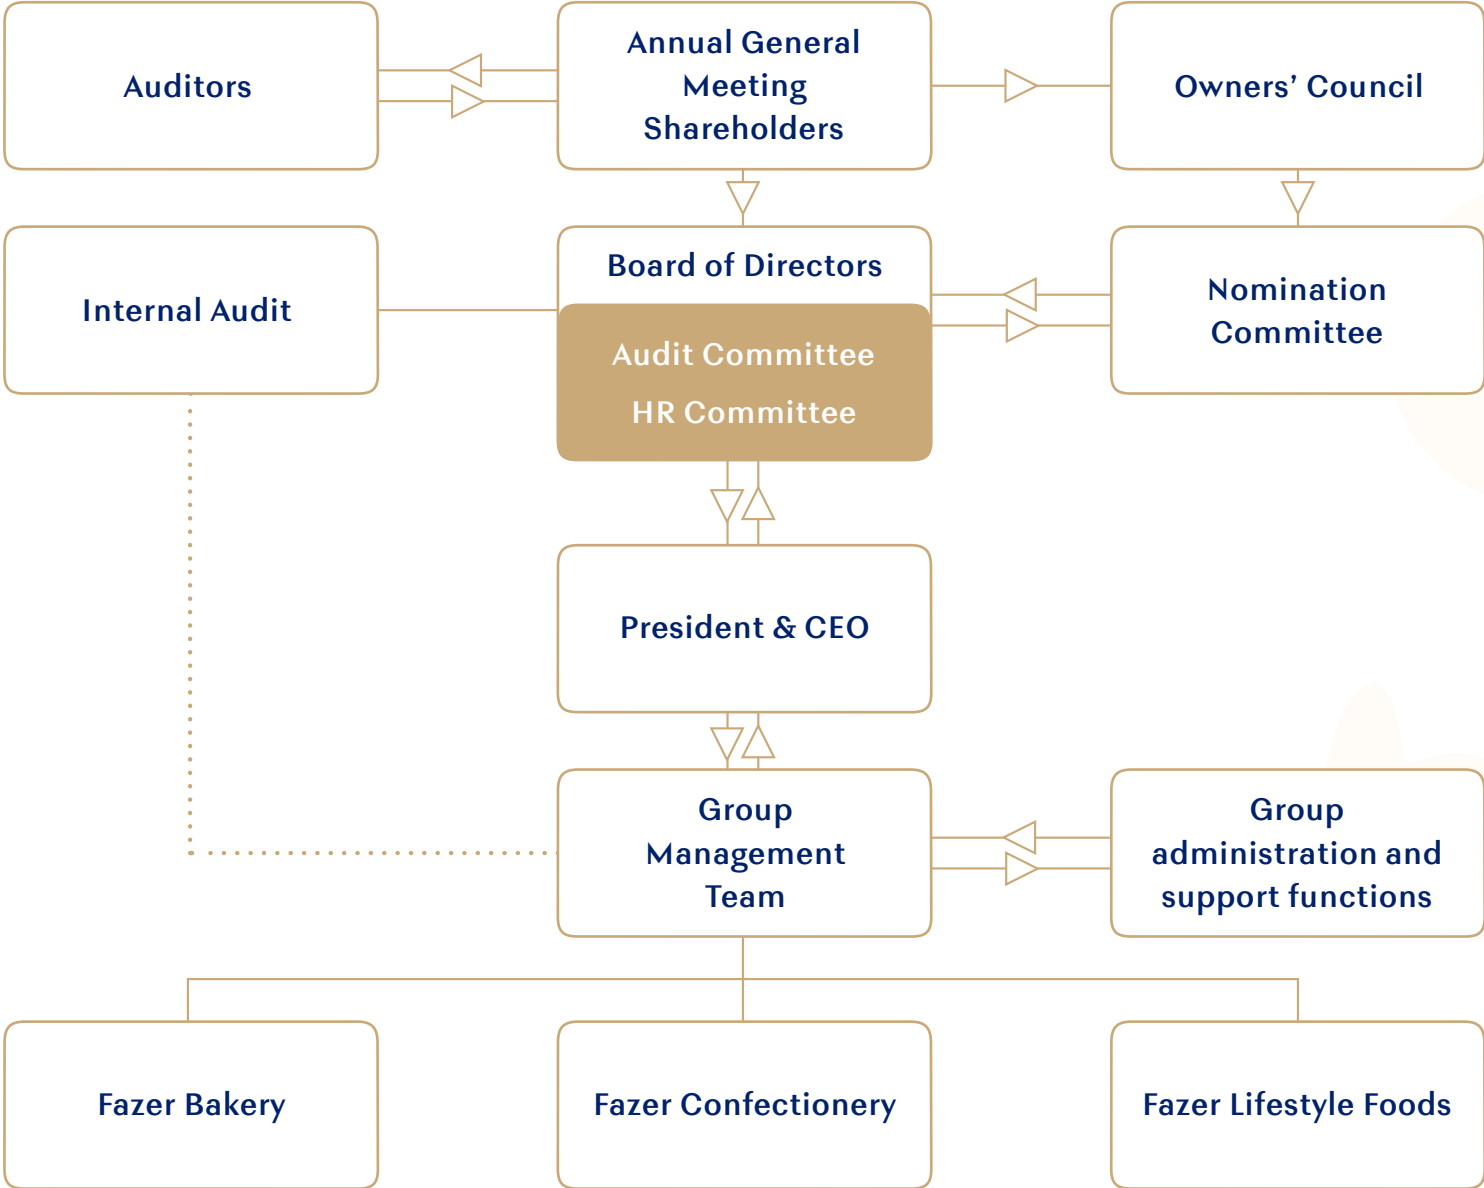 Auditors
Annual General
Meeting
Shareholders
Owners’ Council
Internal Audit
Board of Directors
Audit Committee
HR Committee
Nomination
Committee
President & CEO
Group
Management
Team
Group
administration and
support functions
Fazer Bakery
Fazer Confectionery
Fazer Lifestyle Foods